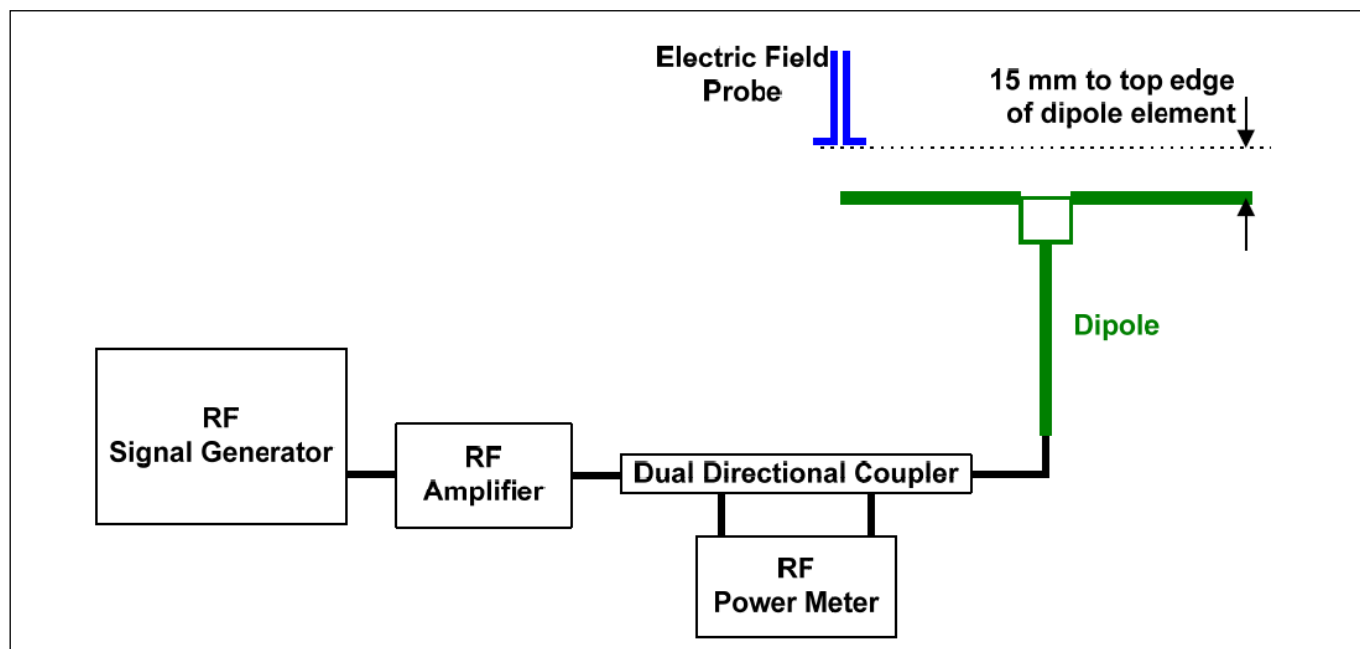 Electric Field
Probe
15 mm to top edge
of dipole element
Dipole
RF
Signal Generator
RF
Amplifier
Dual Directional Coupler
RF
Power Meter